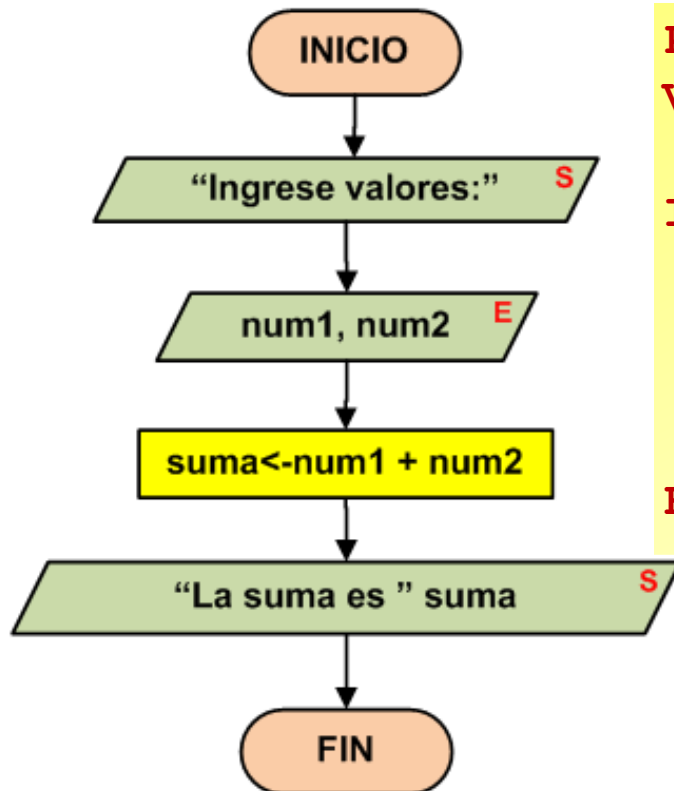 INICIO
“Ingrese valores:” S
num1, num2 E
suma<-num1 + num2
“La suma es ” suma S
FIN